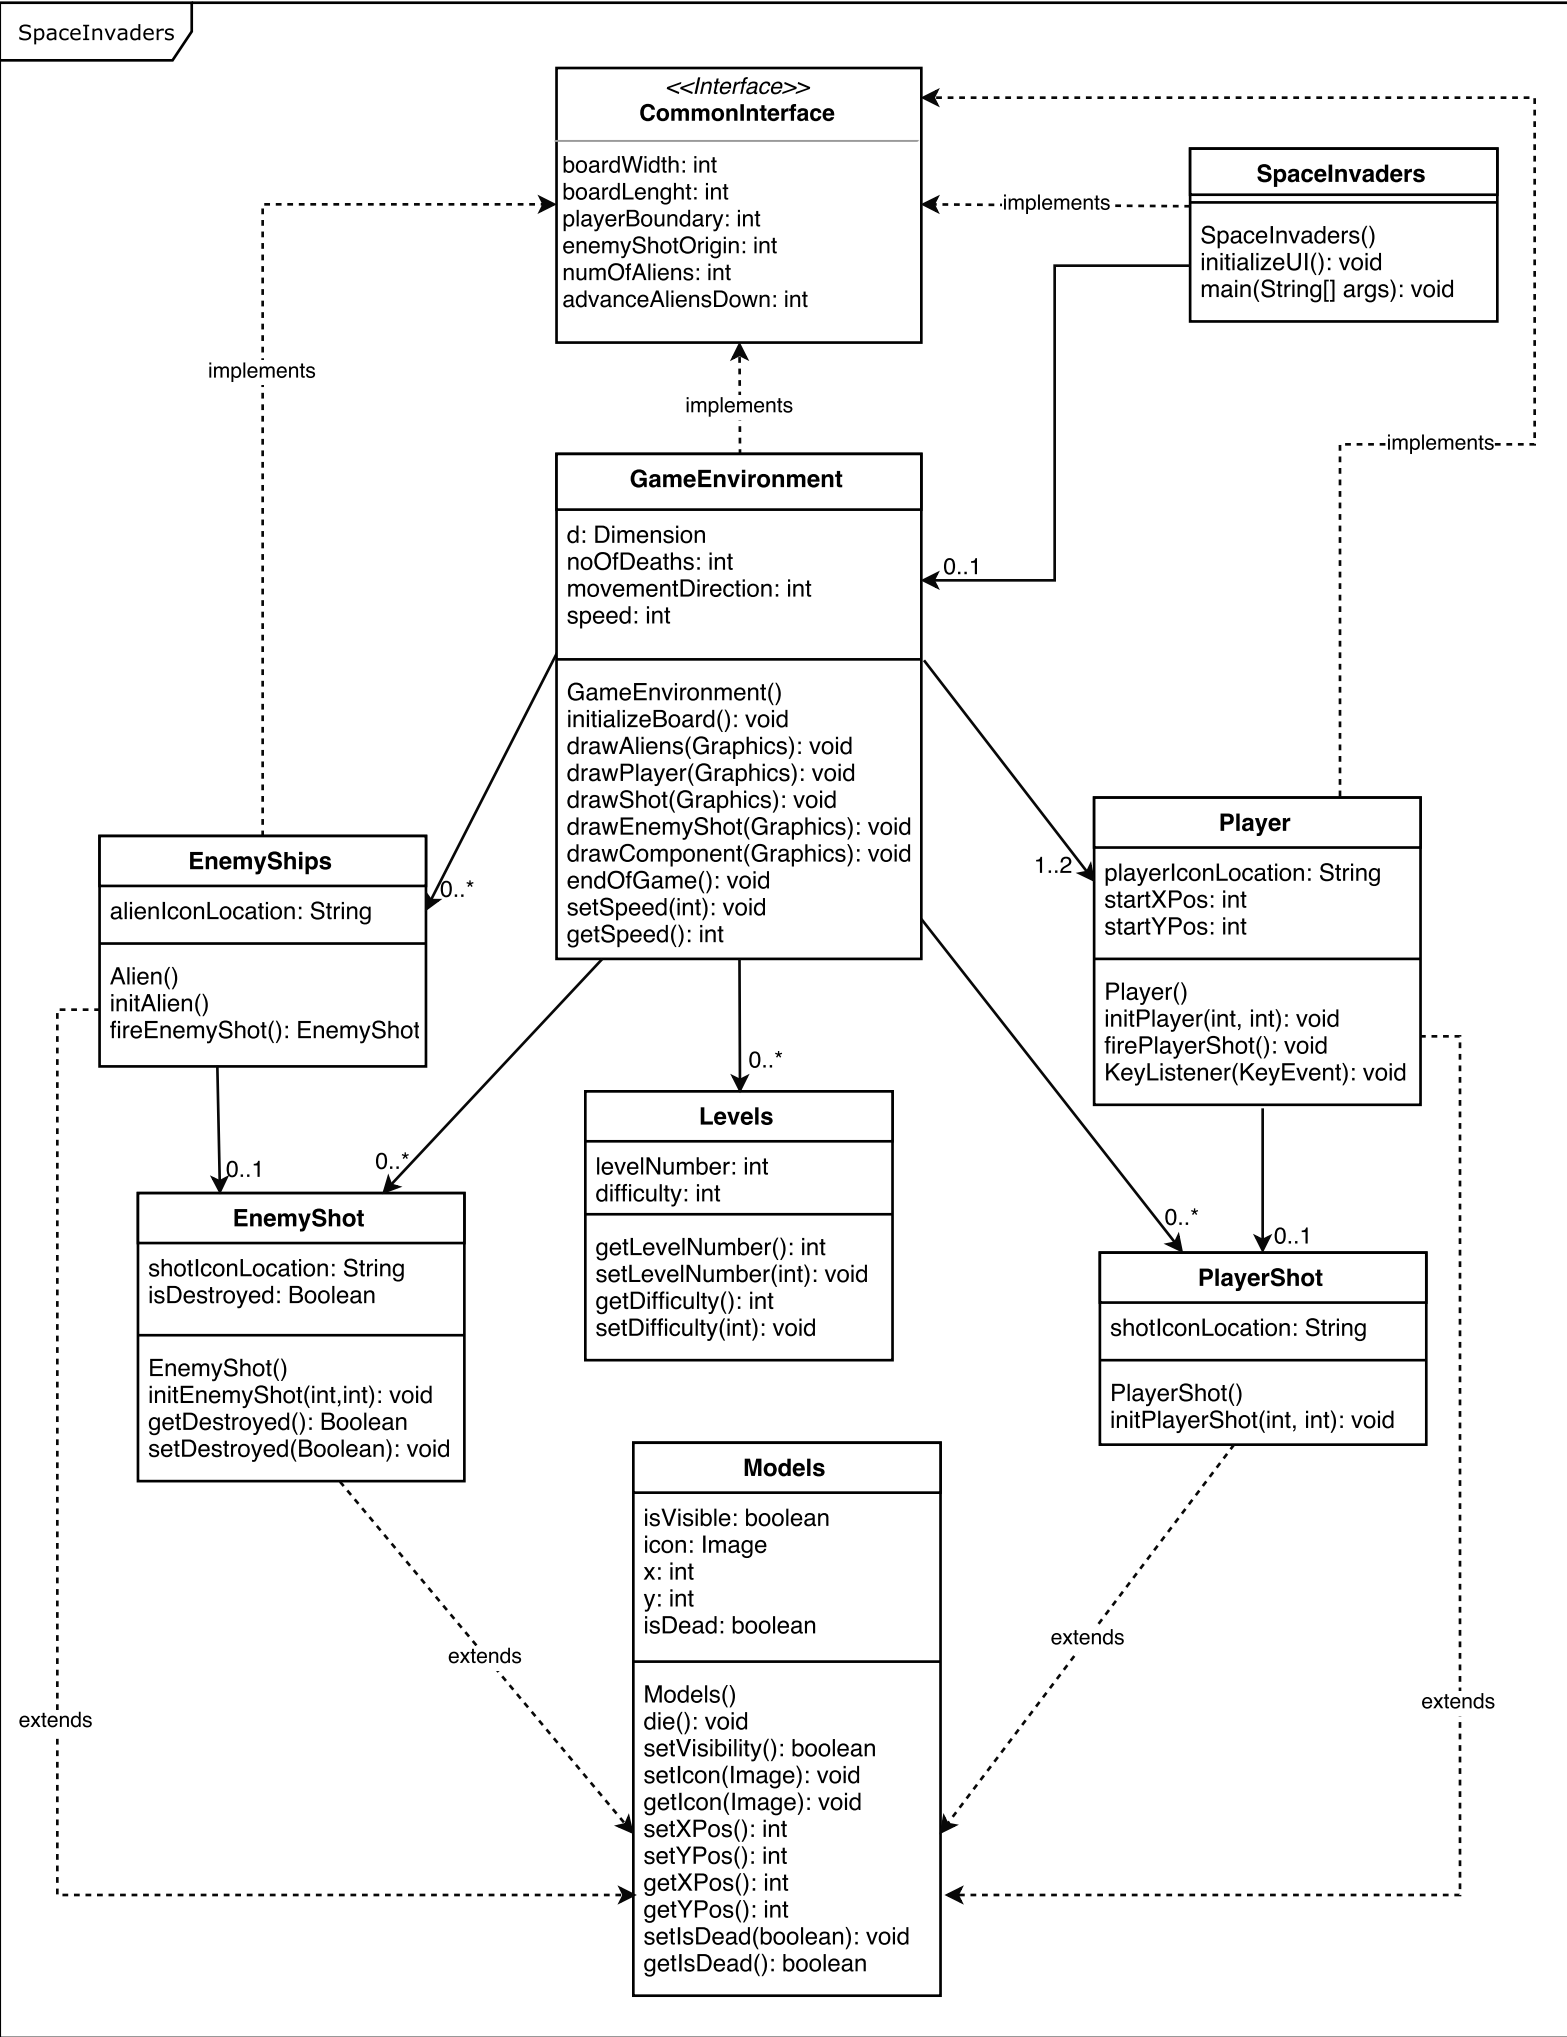 SpaceInvaders
<<Interface>>
CommonInterface
boardWidth: int
boardLenght: int
playerBoundary: int
enemyShotOrigin: int
numOfAliens: int
advanceAliensDown: int
SpaceInvaders
SpaceInvaders()
initializeUI(): void
main(String[] args): void
implements
implements
implements
implements
GameEnvironment
d: Dimension
noOfDeaths: int
movementDirection: int
speed: int
GameEnvironment()
initializeBoard(): void
drawAliens(Graphics): void
drawPlayer(Graphics): void
drawShot(Graphics): void
drawEnemyShot(Graphics): void
drawComponent(Graphics): void
endOfGame(): void
setSpeed(int): void
getSpeed(): int
0..1
0..*
1..2
EnemyShips
alienIconLocation: String
Alien()
initAlien()
fireEnemyShot(): EnemyShot
Player
playerIconLocation: String
startXPos: int
startYPos: int
Player()
initPlayer(int, int): void
firePlayerShot(): void
KeyListener(KeyEvent): void
0..1
0..*
0..*
0..*
0..1
EnemyShot
shotIconLocation: String
isDestroyed: Boolean
EnemyShot()
initEnemyShot(int,int): void
getDestroyed(): Boolean
setDestroyed(Boolean): void
Levels
levelNumber: int
difficulty: int
getLevelNumber(): int
setLevelNumber(int): void
getDifficulty(): int
setDifficulty(int): void
PlayerShot
shotIconLocation: String
PlayerShot()
initPlayerShot(int, int): void
extends
extends
extends
extends
Models
isVisible: boolean
icon: Image
x: int
y: int
isDead: boolean
Models()
die(): void
setVisibility(): boolean
setIcon(Image): void
getIcon(Image): void
setXPos(): int
setYPos(): int
getXPos(): int
getYPos(): int
setIsDead(boolean): void
getIsDead(): boolean